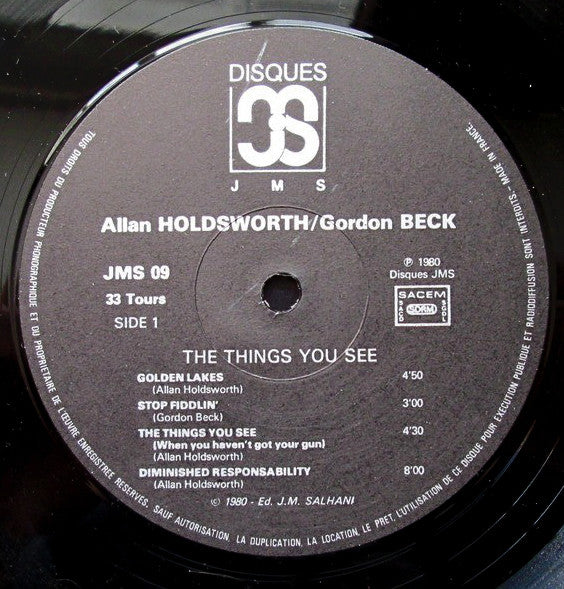 DISQUES
JMS
J M S
Allan HOLDSWORTH/Gordon BECK
JMS 09
33 Tours
SIDE 1
℗ 1980
Disques JMS
SACEM
SACD
SDRM
SGDL
THE THINGS YOU SEE
GOLDEN LAKES 4'50
(Allan Holdsworth)
STOP FIDDLIN' 3'00
(Gordon Beck)
THE THINGS YOU SEE 4'30
(When you haven't got your gun)
(Allan Holdsworth)
DIMINISHED RESPONSABILITY 8'00
(Allan Holdsworth)
© 1980 - Ed. J.M. SALHANI
TOUS DROITS DU PRODUCTEUR PHONOGRAPHIQUE ET DU PROPRIETAIRE DE L'ŒUVRE ENREGISTREE RESERVES. SAUF AUTORISATION, LA DUPLICATION, LA LOCATION, LE PRET, L'UTILISATION DE CE DISQUE POUR EXECUTION PUBLIQUE ET RADIODIFFUSION SONT INTERDITS - MADE IN FRANCE.